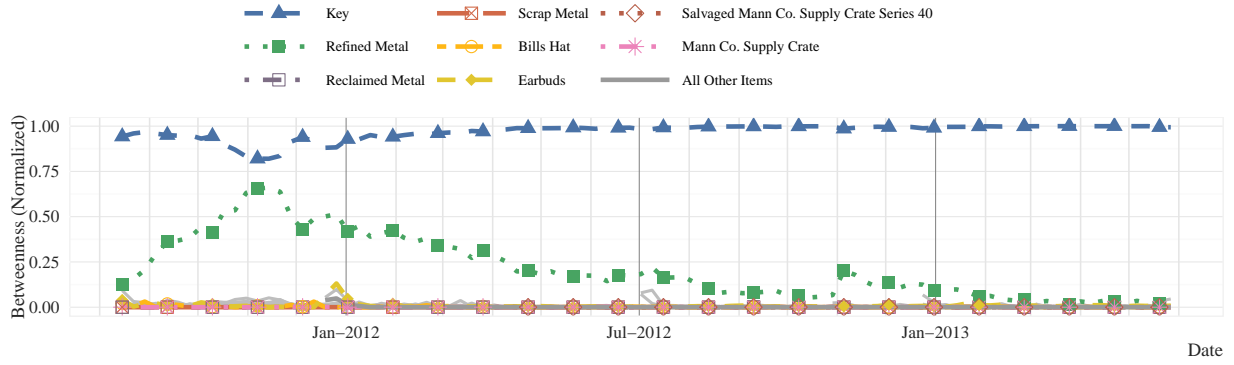 Key Scrap Metal Salvaged Mann Co. Supply Crate Series 40
Refined Metal Bills Hat Mann Co. Supply Crate
Reclaimed Metal Earbuds All Other Items
Betweenness (Normalized)
1.00
0.75
0.50
0.25
0.00
Jan–2012 Jul–2012 Jan–2013
Date